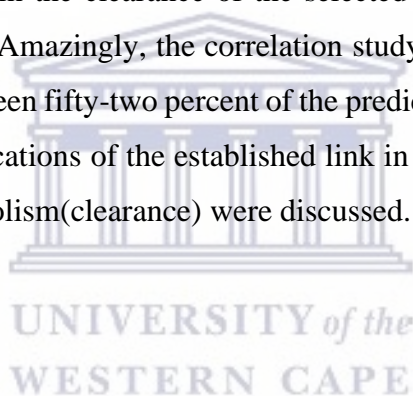 in the clearance of the selected
Amazingly, the correlation study
een fifty-two percent of the predic
cations of the established link in
olism(clearance) were discussed.
UNIVERSITY of the
WESTERN CAPE